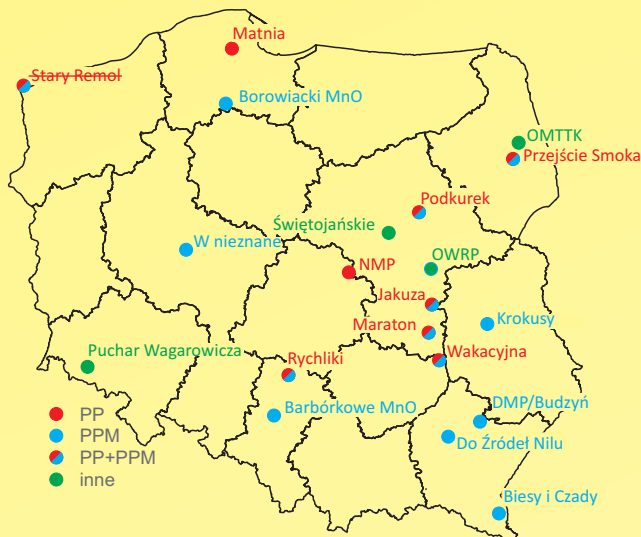 Matnia
Stary Remol
Borowiacki MnO
OMTTK
Przejście Smoka
Podkurek
Świętojańskie
W nieznane
OWRP
NMP
Jakuza
Krokusy
Maraton
Puchar Wagarowicza
Rychliki
Wakacyjna
DMP/Budzyń
PP
Barbórkowe MnO
PPM
Do Źródeł Nilu
PP+PPM
inne
Biesy i Czady